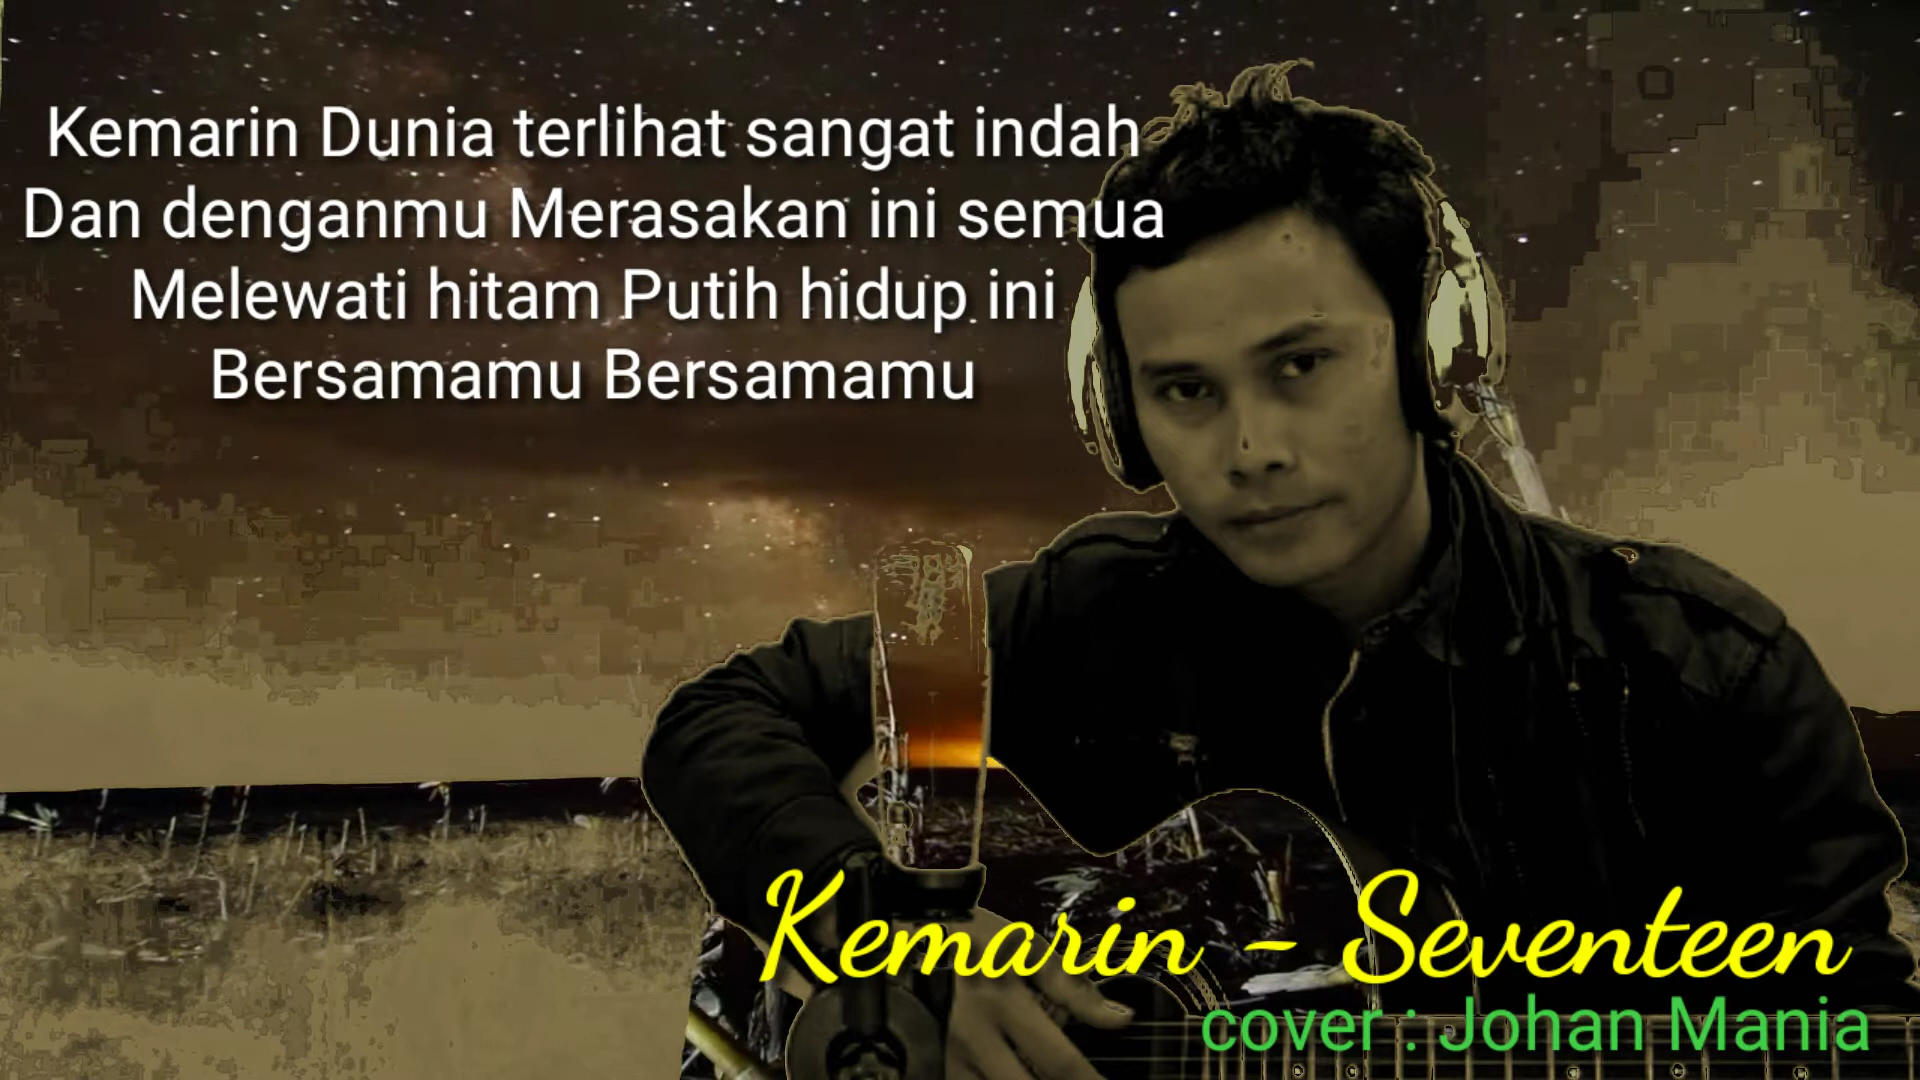 Kemarin Dunia terlihat sangat indah
Dan denganmu Merasakan ini semua
Melewati hitam Putih hidup ini
Bersamamu Bersamamu
Kemarin - Seventeen
cover : Johan Mania